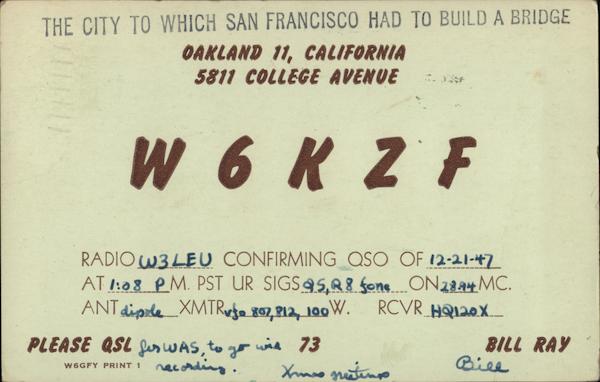 THE CITY TO WHICH SAN FRANCISCO HAD TO BUILD A BRIDGE
OAKLAND 11, CALIFORNIA
5811 COLLEGE AVENUE
W6KZF
RADIO W3LEU CONFIRMING QSO OF 12-21-47
AT 1:08 P M. PST UR SIGS Q5, R8 fone ON 28.94 MC.
ANT dipole XMTR vfo 807, 812, 100 W. RCVR HQ120X
PLEASE QSL for WAS, to go with 73 BILL RAY
W6GFY PRINT 1 recording. Xmas greetings Bill